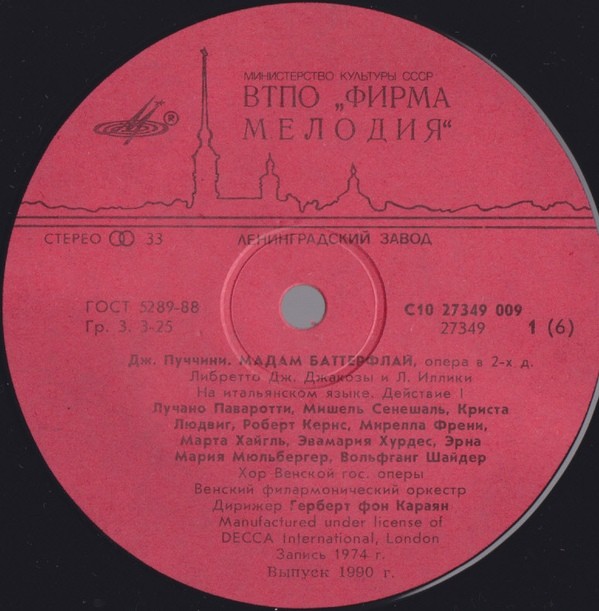 МИНИСТЕРСТВО КУЛЬТУРЫ СССР
ВТПО „ФИРМА
МЕЛОДИЯ“
®
СТЕРЕО 33
ЛЕНИНГРАДСКИЙ ЗАВОД
ГОСТ 5289-88
Гр. 3. 3-25
С10 27349 009
27349 1 (6)
Дж. Пуччини. МАДАМ БАТТЕРФЛАЙ, опера в 2-х д.
Либретто Дж. Джакозы и Л. Иллики
На итальянском языке. Действие I
Лучано Паваротти, Мишель Сенешаль, Криста
Людвиг, Роберт Кернс, Мирелла Френи,
Марта Хайгль, Эвамария Хурдес, Эрна
Мария Мюльбергер, Вольфганг Шайдер
Хор Венской гос. оперы
Венский филармонический оркестр
Дирижер Герберт фон Караян
Manufactured under license of
DECCA International, London
Запись 1974 г.
Выпуск 1990 г.